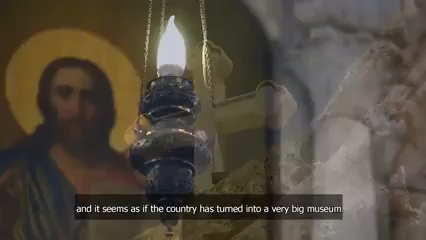 and it seems as if the country has turned into a very big museum